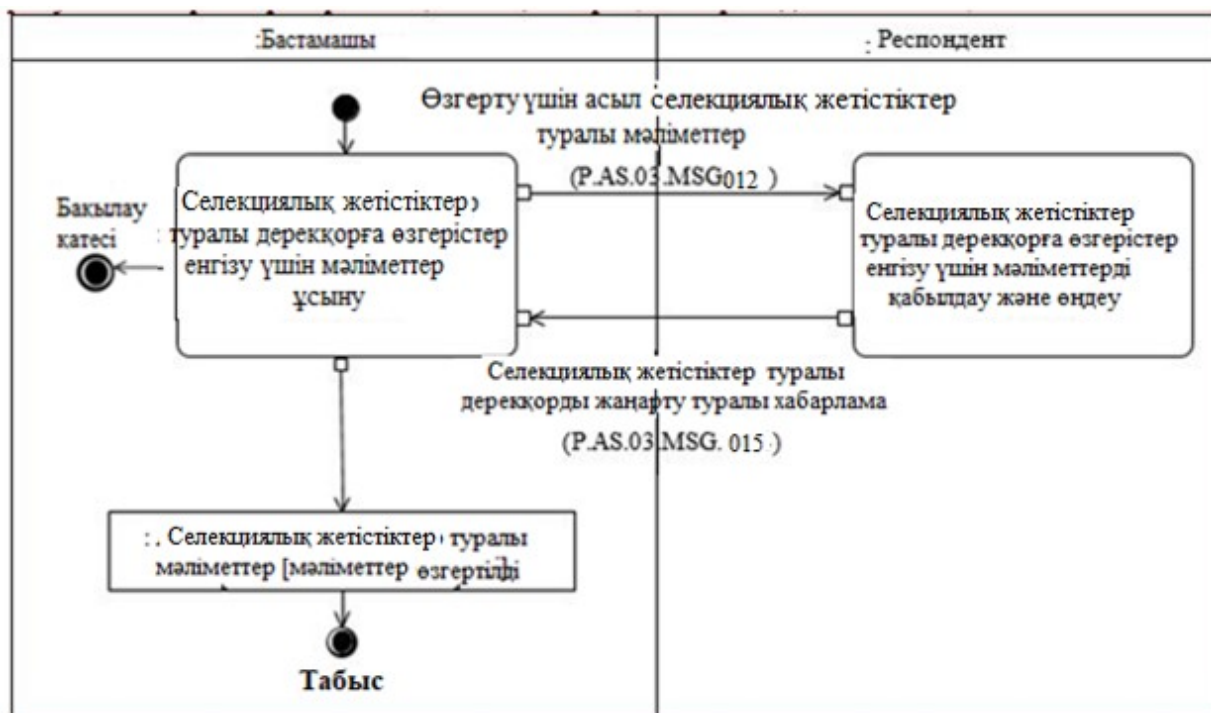 :Бастамашы
: Респондент
Өзгерту үшін асыл селекциялық жетістіктер
туралы мәліметтер
(P.AS.03.MSG012 )
Бақылау
қатесі
Селекциялық жетістіктер)
: туралы дерекқорға өзгерістер
енгізу үшін мәліметтер
ұсыну
Селекциялық жетістіктер
туралы дерекқорға өзгерістер
енгізу үшін мәліметтерді
қабылдау және өңдеу
Селекциялық жетістіктер туралы
дерекқорды жаңарту туралы хабарлама
(P.AS.03.MSG. 015 )
: . Селекциялық жетістіктер туралы
мәліметтер [мәліметтер өзгертілді]
Табыс